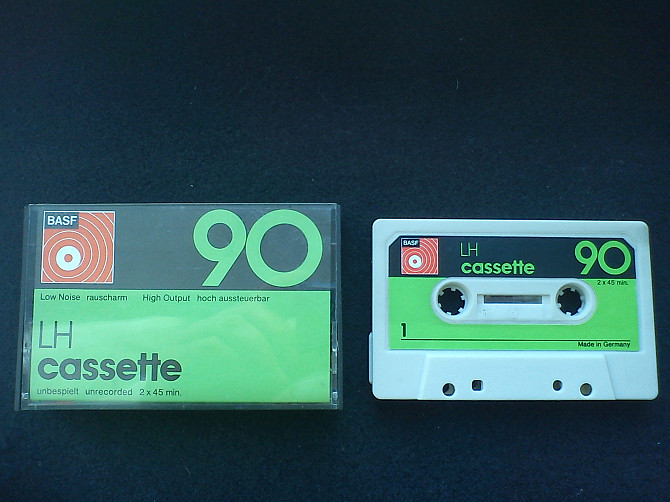 BASF
90
Low Noise rauscharm High Output hoch aussteuerbar
LH
cassette
unbespielt unrecorded 2 x 45 min.
BASF
LH
cassette
90
2 x 45 min.
1
Made in Germany